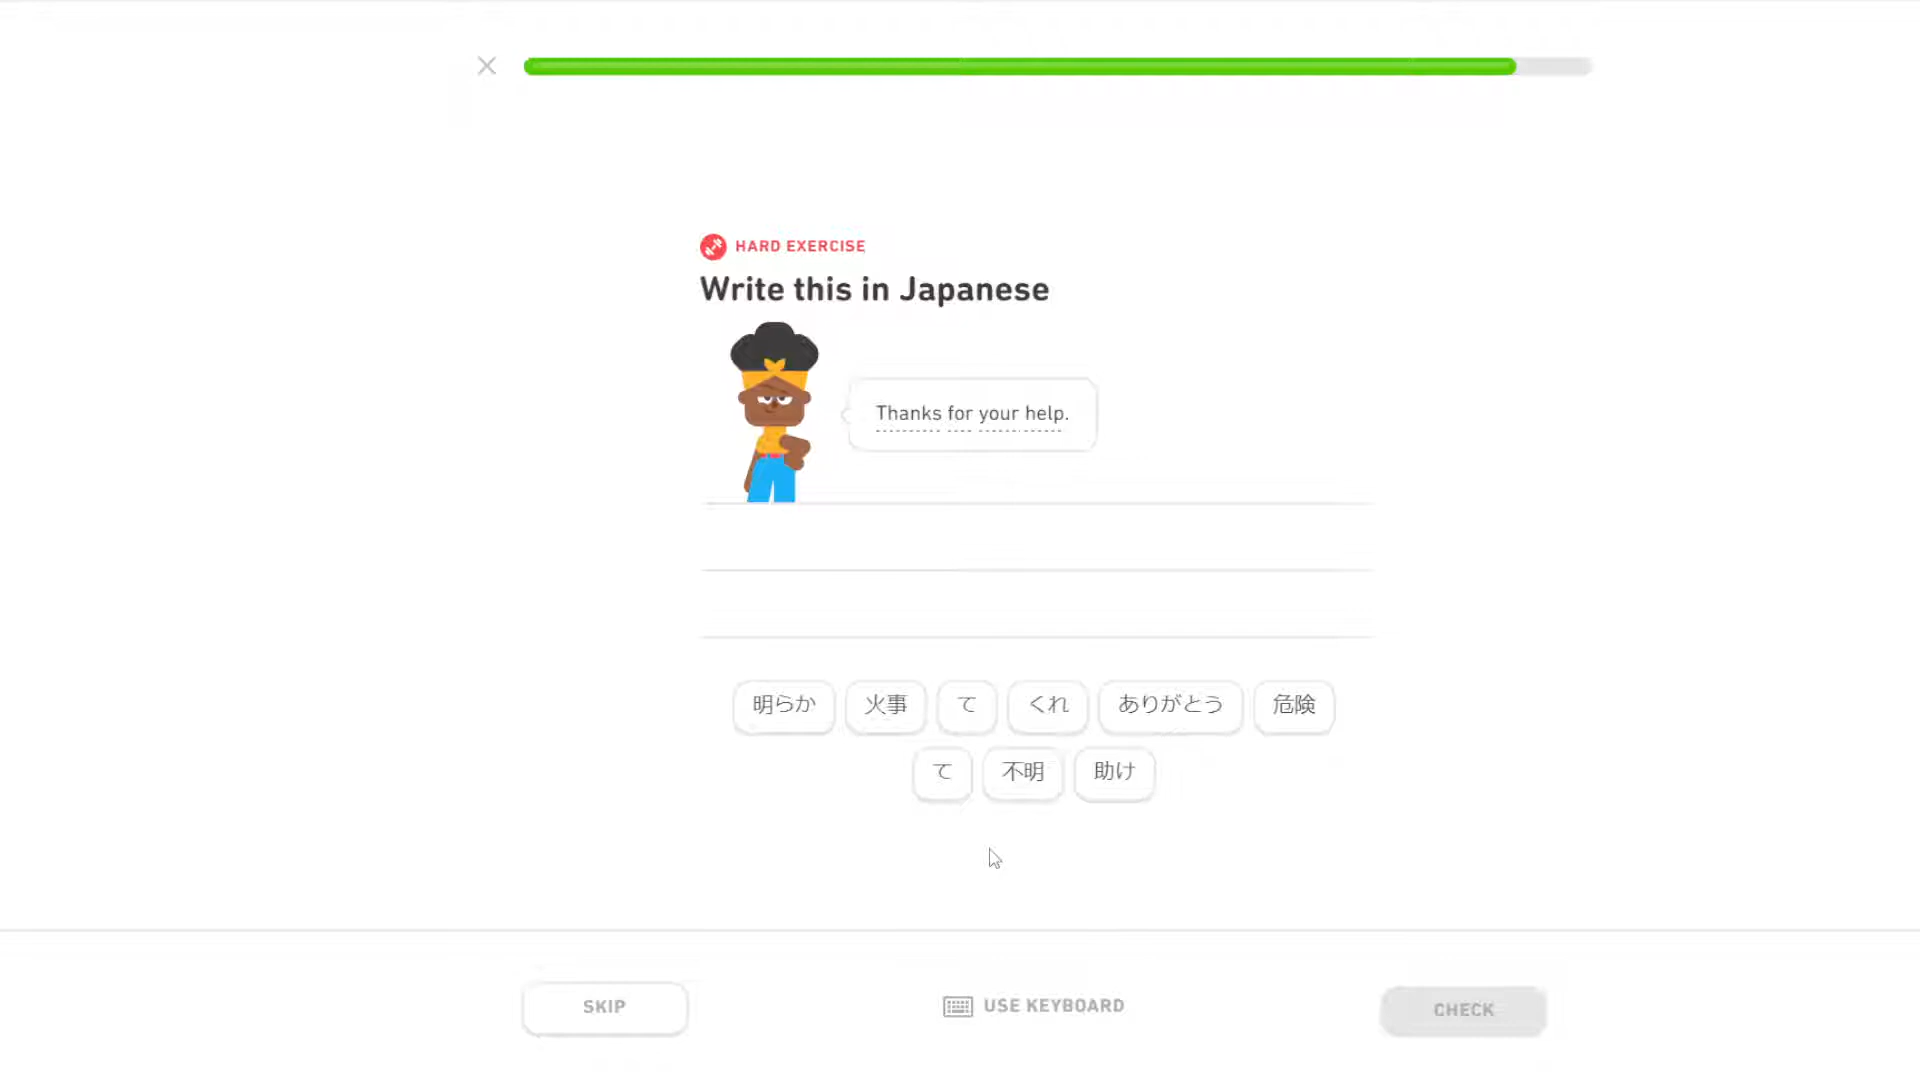 HARD EXERCISE
Write this in Japanese
Thanks for your help.
明らか 火事 て くれ ありがとう 危険
て 不明 助け
SKIP USE KEYBOARD CHECK